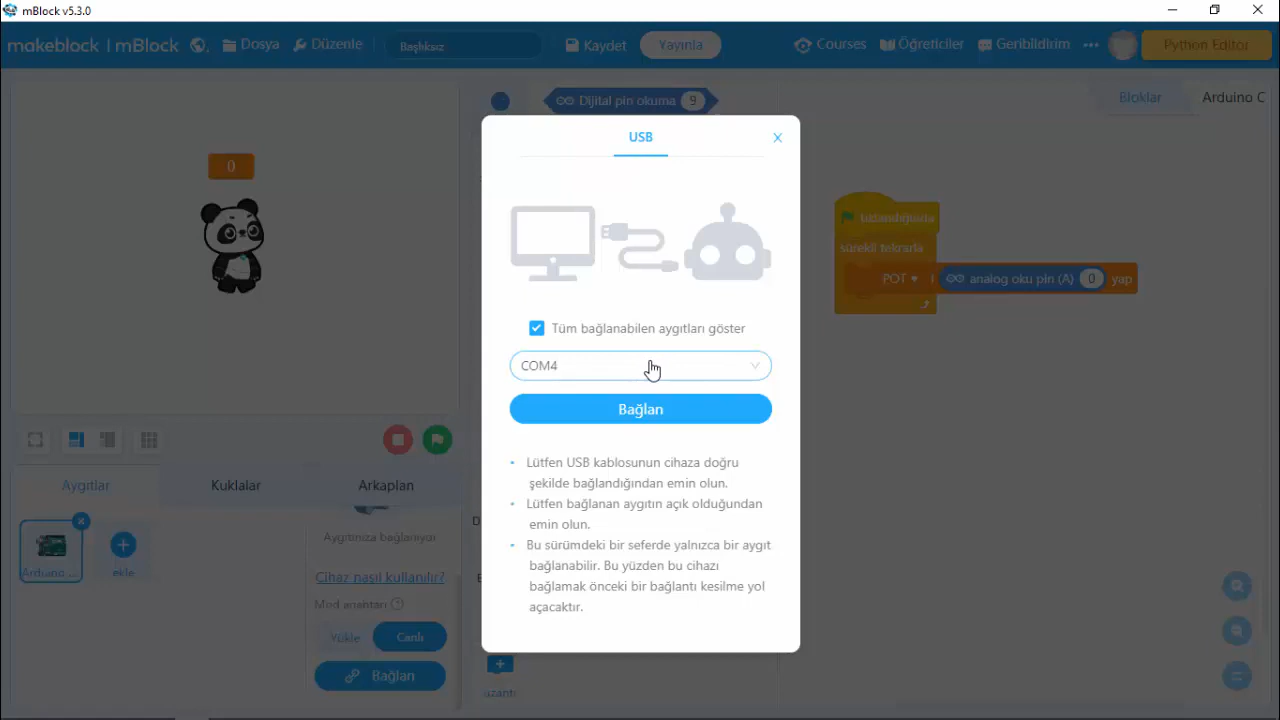 mBlock v5.3.0
makeblock | mBlock
Dosya
Düzenle
Başlıksız
Kaydet
Yayınla
Courses
Öğreticiler
Geribildirim
Python Editor
Dijital pin okuma 9
Bloklar
Arduino C
USB
0
tıklandığında
sürekli tekrarla
POT
analog oku pin (A) 0 yap
Tüm bağlanabilen aygıtları göster
COM4
Bağlan
Lütfen USB kablosunun cihaza doğru
şekilde bağlandığından emin olun.
Lütfen bağlanan aygıtın açık olduğundan
emin olun.
Bu sürümdeki bir seferde yalnızca bir aygıt
bağlanabilir. Bu yüzden bu cihazı
bağlamak önceki bir bağlantı kesilme yol
açacaktır.
Aygıtlar
Kuklalar
Arkaplan
Arduino ...
ekle
Aygıtınıza bağlanıyor
Cihaz nasıl kullanılır?
Mod anahtarı
Yükle
Canlı
Bağlan
uzantı